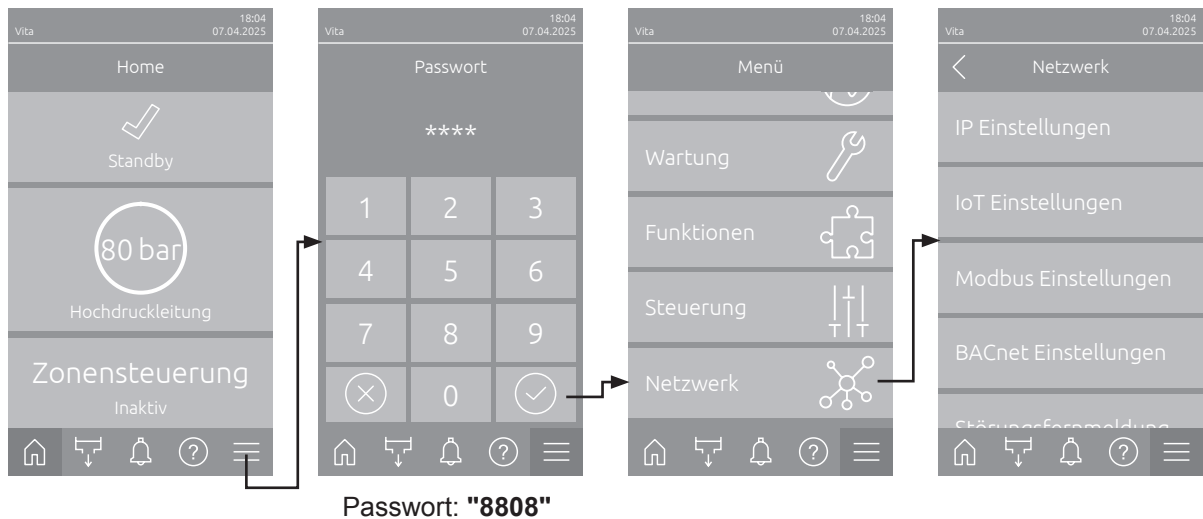 18:04
Vita 07.04.2025
Home
Standby
80 bar
Hochdruckleitung
Zonensteuerung
Inaktiv
?
18:04
Vita 07.04.2025
Passwort
****
1 2 3
4 5 6
7 8 9
0
?
18:04
Vita 07.04.2025
Menü
Wartung
Funktionen
Steuerung
Netzwerk
?
18:04
Vita 07.04.2025
Netzwerk
IP Einstellungen
IoT Einstellungen
Modbus Einstellungen
BACnet Einstellungen
Störungsfernmeldung
?
Passwort: "8808"